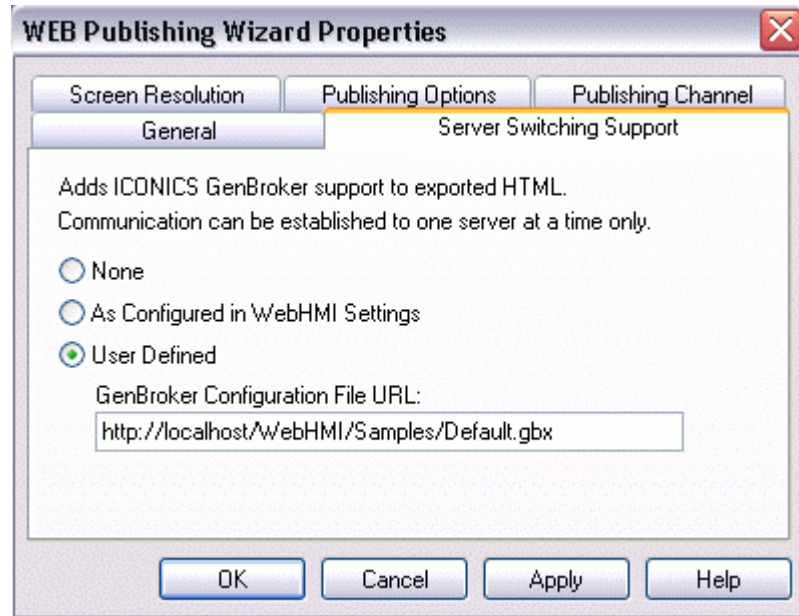 WEB Publishing Wizard Properties
Screen Resolution
Publishing Options
Publishing Channel
General
Server Switching Support
Adds ICONICS GenBroker support to exported HTML.
Communication can be established to one server at a time only.
None
As Configured in WebHMI Settings
User Defined
GenBroker Configuration File URL:
http://localhost/WebHMI/Samples/Default.gbx
OK
Cancel
Apply
Help